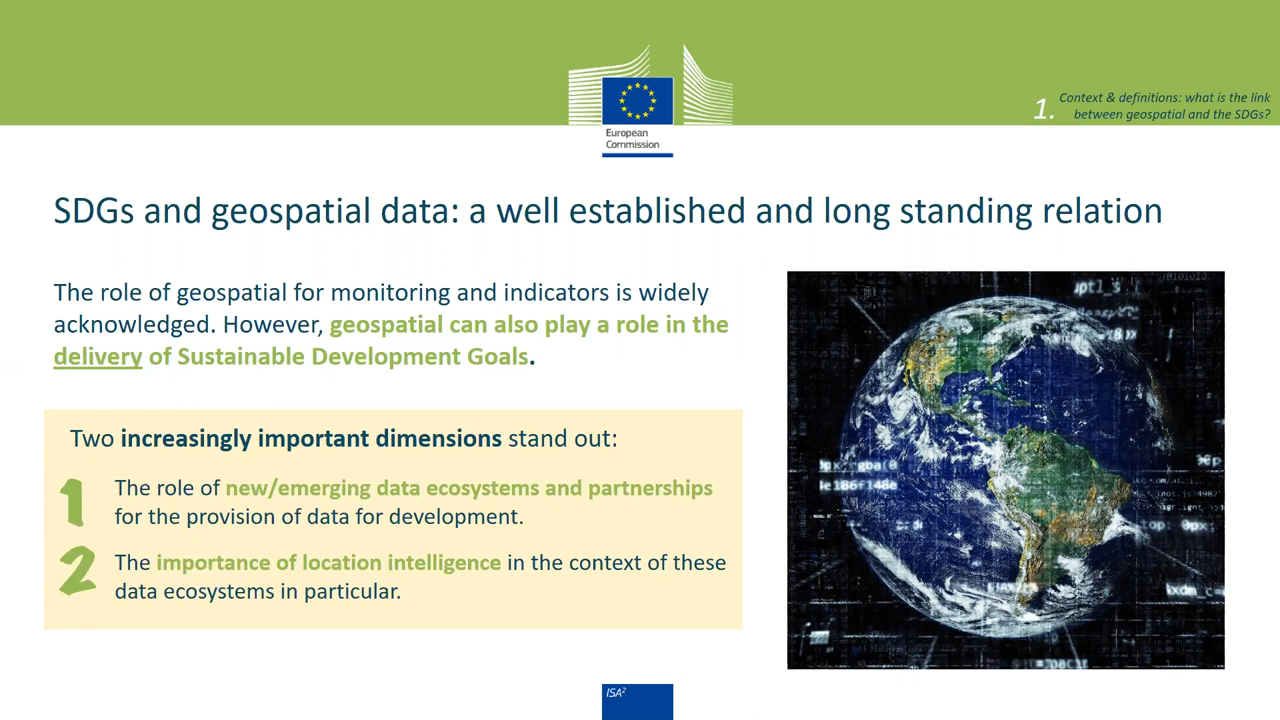 European
Commission
1.
Context & definitions: what is the link
between geospatial and the SDGs?
SDGs and geospatial data: a well established and long standing relation
The role of geospatial for monitoring and indicators is widely
acknowledged. However, geospatial can also play a role in the
delivery of Sustainable Development Goals.
Two increasingly important dimensions stand out:
1
The role of new/emerging data ecosystems and partnerships
for the provision of data for development.
2
The importance of location intelligence in the context of these
data ecosystems in particular.
ISA²